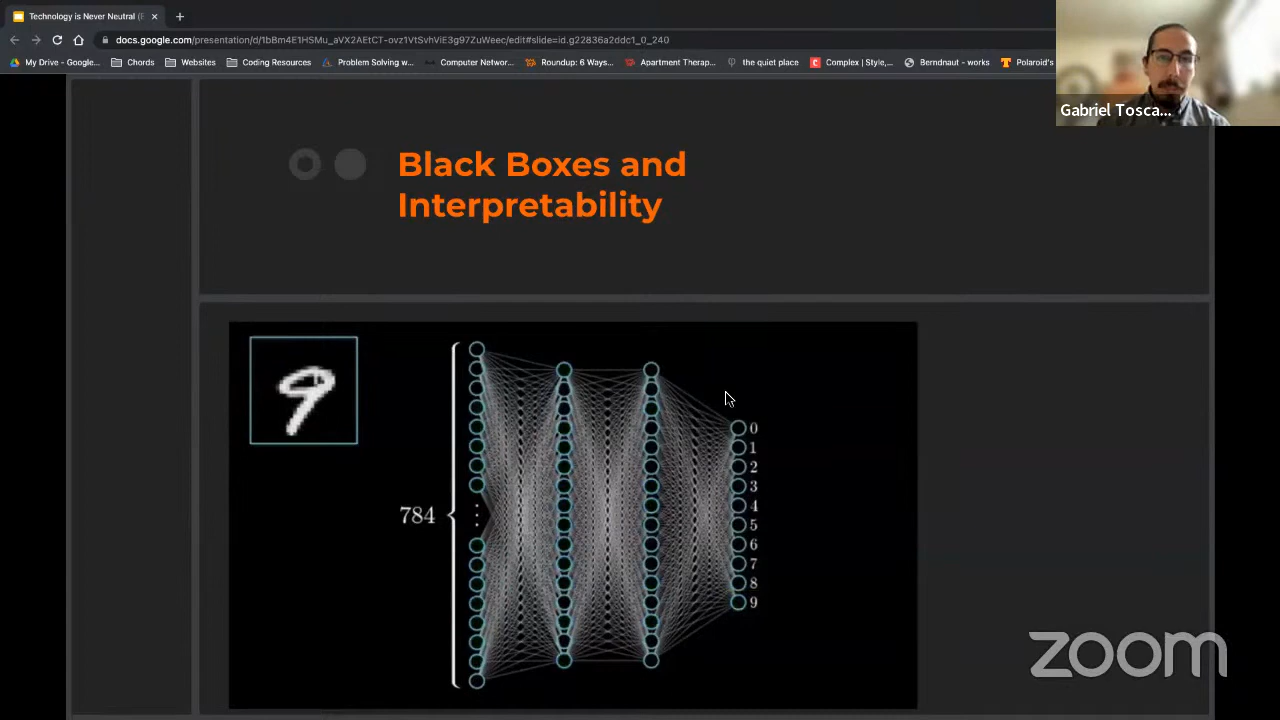 Technology is Never Neutral (E
docs.google.com/presentation/d/1bBm4E1HSMu_aVX2AEtCT-ovz1VtSvhViE3g97ZuWeec/edit#slide=id.g22836a2ddc1_0_240
My Drive - Google... Chords Websites Coding Resources Problem Solving w... Computer Network... Roundup: 6 Ways... Apartment Therap... the quiet place Complex | Style,... Berndnaut - works Polaroid's
Gabriel Tosca...
Black Boxes and
Interpretability
9
784
0
1
2
3
4
5
6
7
8
9
zoom